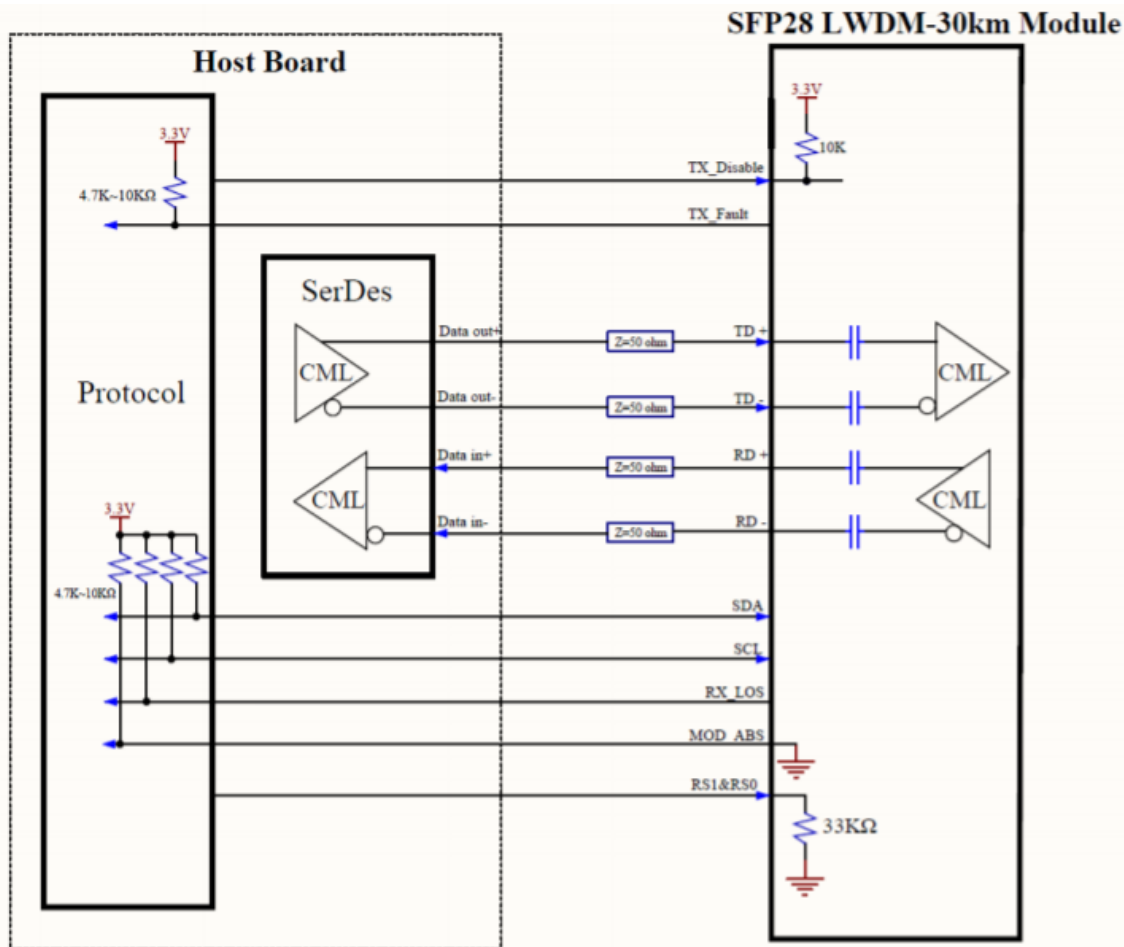 SFP28 LWDM-30km Module
Host Board
3.3V
3.3V
10K
TX_Disable
4.7K~10KΩ
TX_Fault
SerDes
Data out+
TD +
Z=50 ohm
CML
CML
Protocol
Data out-
TD -
Z=50 ohm
Data in+
RD +
Z=50 ohm
CML
CML
3.3V
Data in-
RD -
Z=50 ohm
4.7K~10KΩ
SDA
SCL
RX_LOS
MOD_ABS
RS1&RS0
33KΩ